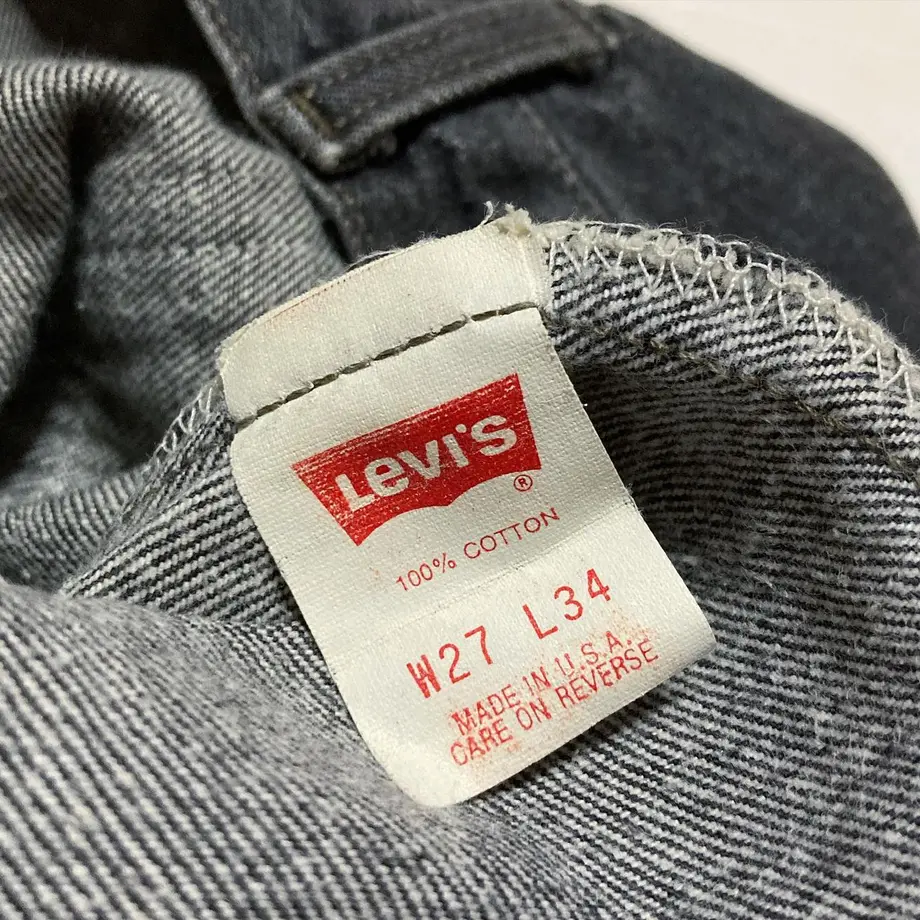 Levi's®
100% COTTON
W27 L34
MADE IN U.S.A.
CARE ON REVERSE